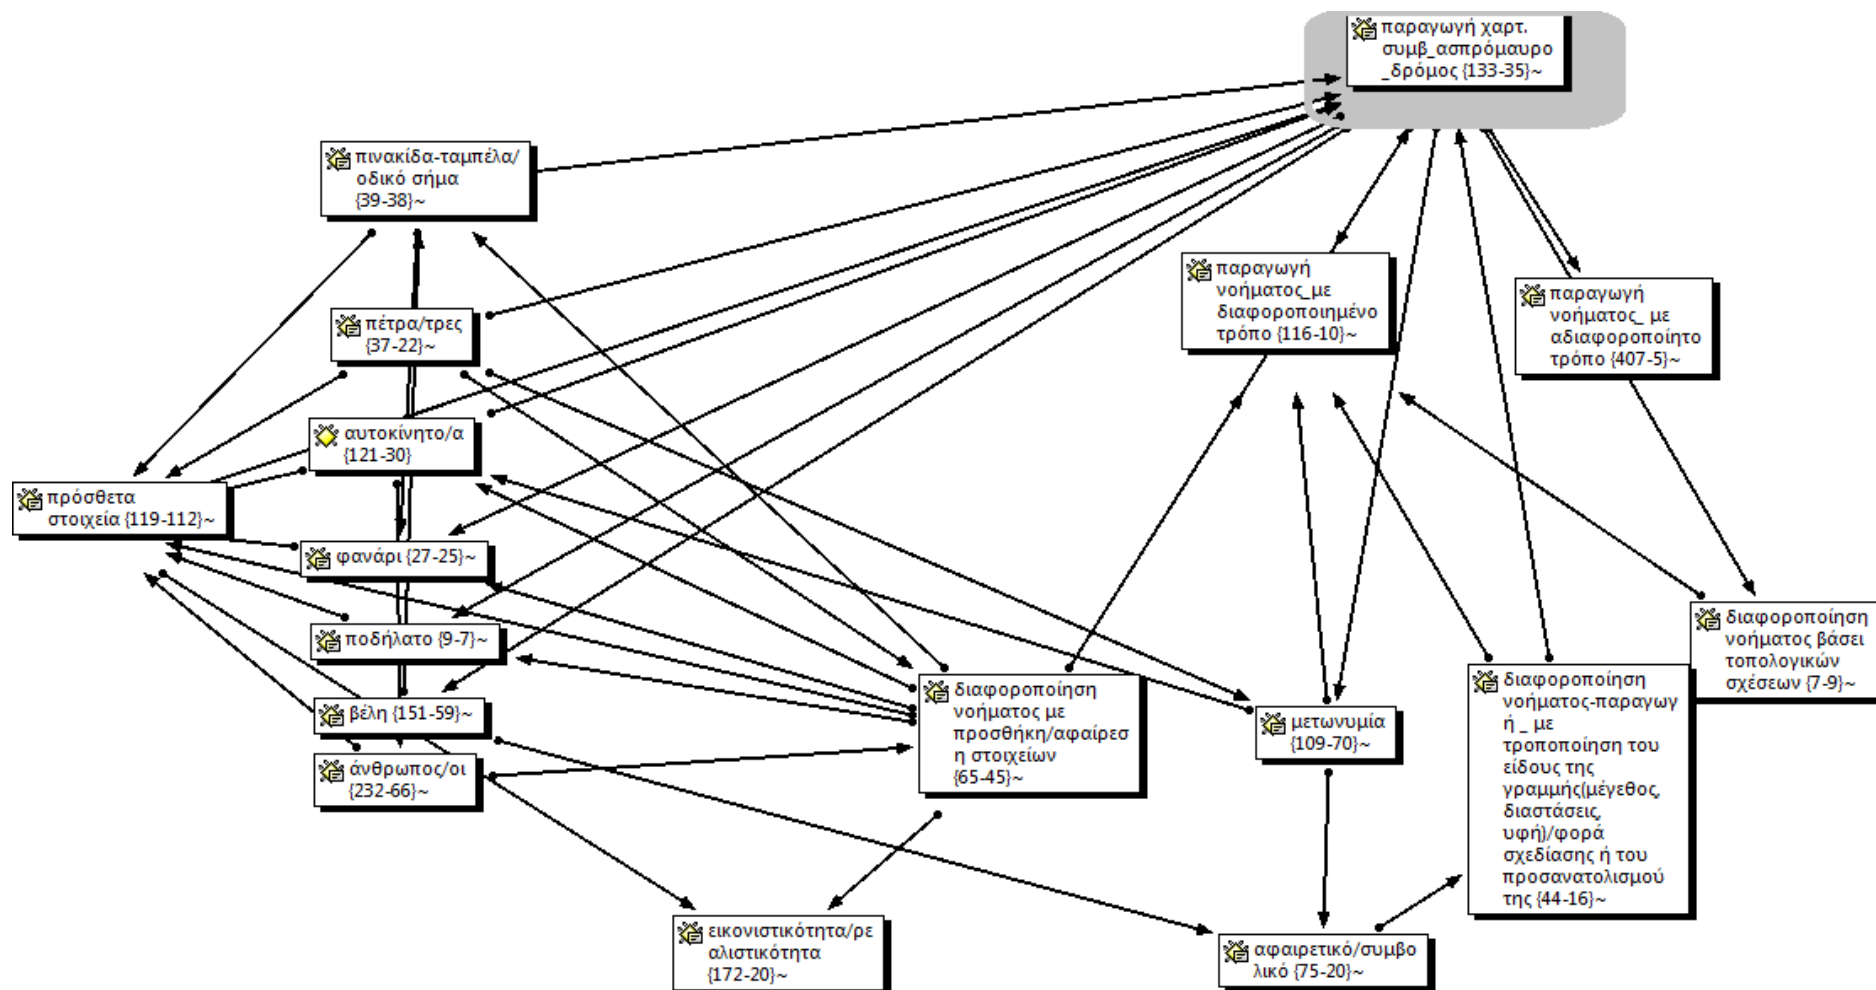 παραγωγή χαρτ.
συμβ_ασπρόμαυρο
_δρόμος {133-35}~
πινακίδα-ταμπέλα/
οδικό σήμα
{39-38}~
παραγωγή
νοήματος_με
διαφοροποιημένο
τρόπο {116-10}~
παραγωγή
νοήματος_ με
αδιαφοροποίητο
τρόπο {407-5}~
πέτρα/τρες
{37-22}~
αυτοκίνητο/α
{121-30}
πρόσθετα
στοιχεία {119-112}~
φανάρι {27-25}~
ποδήλατο {9-7}~
βέλη {151-59}~
άνθρωπος/οι
{232-66}~
διαφοροποίηση
νοήματος με
προσθήκη/αφαίρεσ
η στοιχείων
{65-45}~
μετωνυμία
{109-70}~
διαφοροποίηση
νοήματος βάσει
τοπολογικών
σχέσεων {7-9}~
διαφοροποίηση
νοήματος-παραγωγ
ή _ με
τροποποίηση του
είδους της
γραμμής(μέγεθος,
διαστάσεις,
υφή)/φορά
σχεδίασης ή του
προσανατολισμού
της {44-16}~
εικονιστικότητα/ρε
αλιστικότητα
{172-20}~
αφαιρετικό/συμβο
λικό {75-20}~